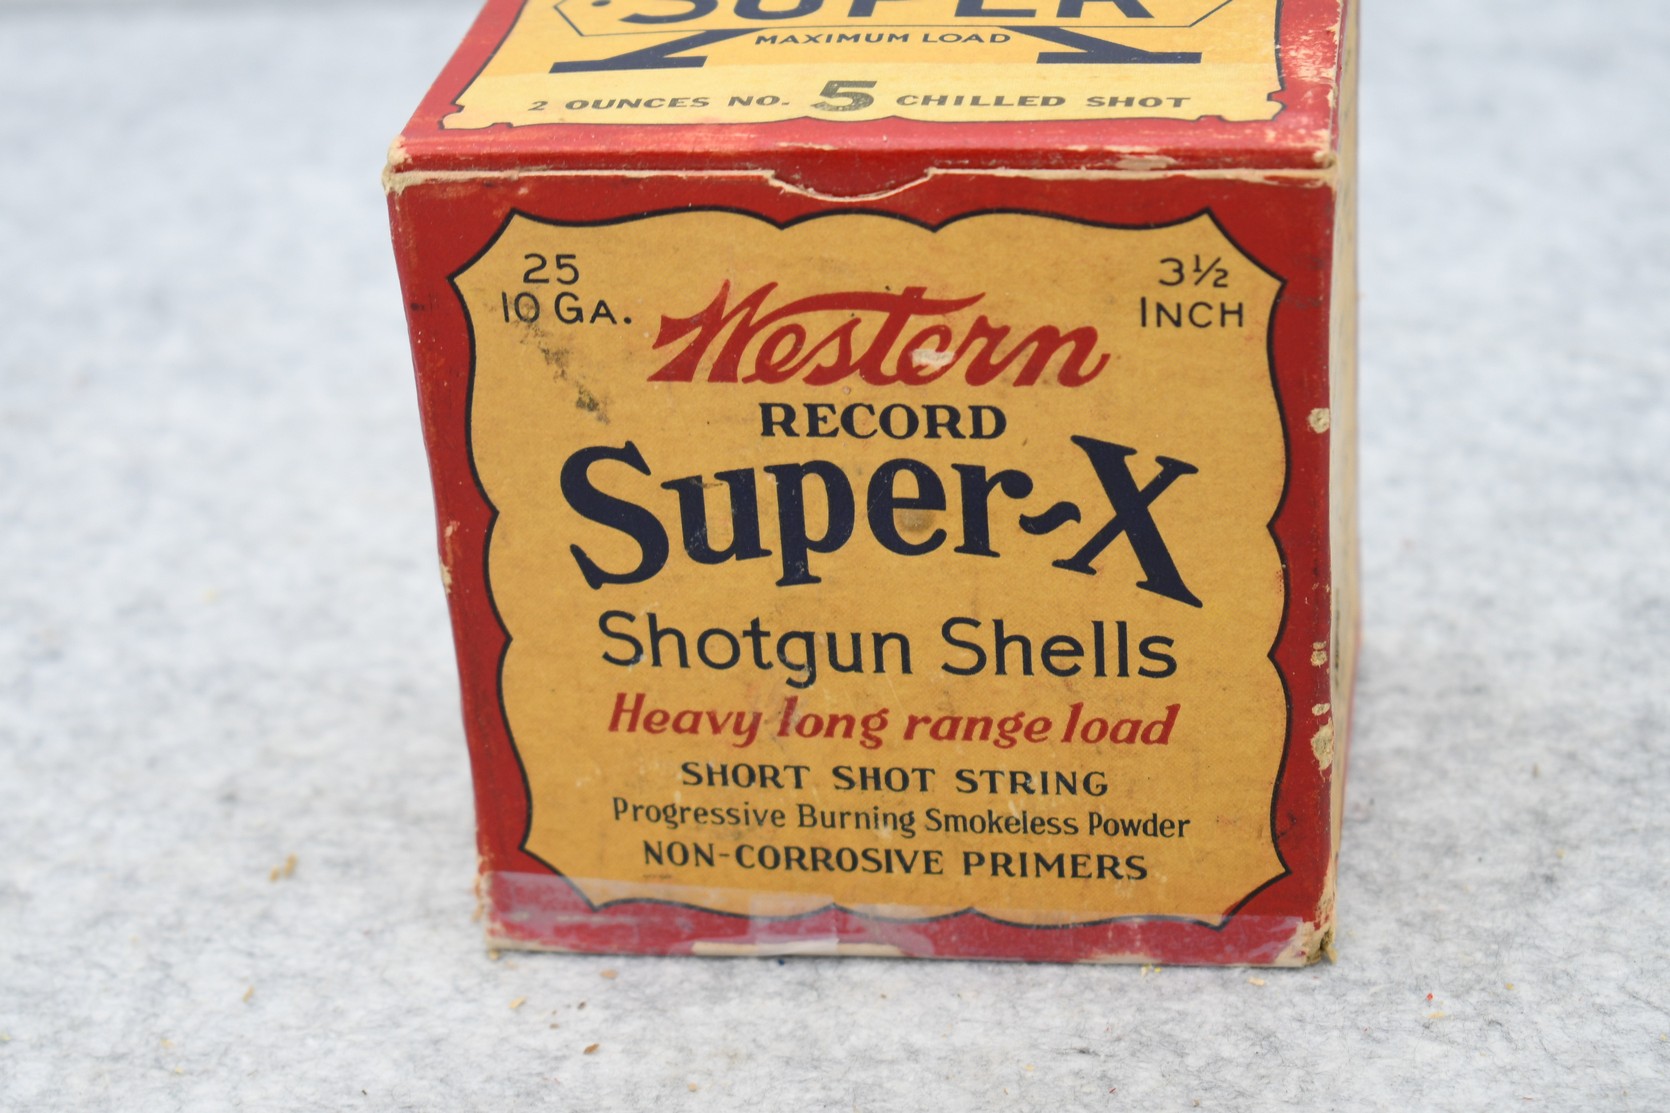 SUPER
MAXIMUM LOAD
2 OUNCES NO. 5 CHILLED SHOT
25
10 GA.
3½
INCH
Western
RECORD
Super-X
Shotgun Shells
Heavy long range load
SHORT SHOT STRING
Progressive Burning Smokeless Powder
NON-CORROSIVE PRIMERS